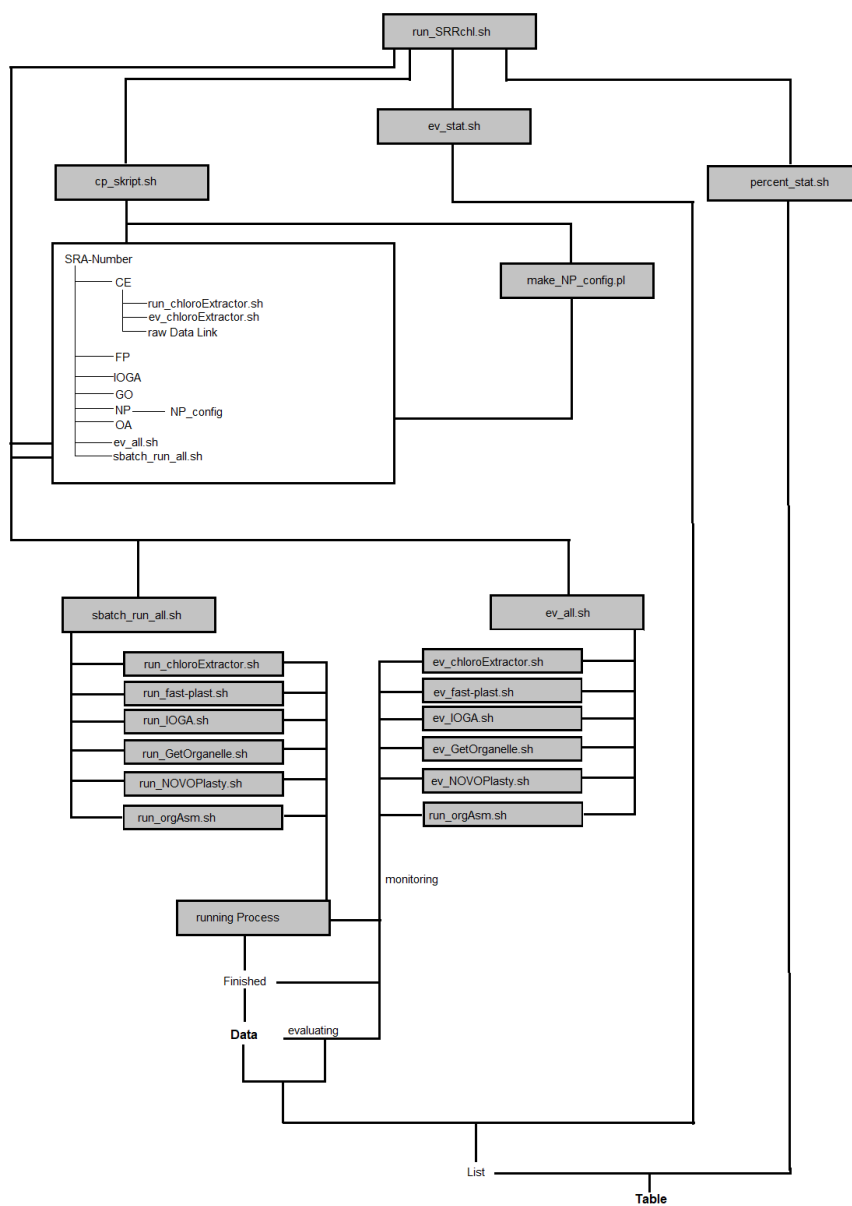 run_SRRchl.sh
ev_stat.sh
cp_skript.sh
percent_stat.sh
SRA-Number
CE
run_chloroExtractor.sh
ev_chloroExtractor.sh
raw Data Link
FP
IOGA
GO
NP
NP_config
OA
ev_all.sh
sbatch_run_all.sh
make_NP_config.pl
sbatch_run_all.sh
ev_all.sh
run_chloroExtractor.sh
run_fast-plast.sh
run_IOGA.sh
run_GetOrganelle.sh
run_NOVOPlasty.sh
run_orgAsm.sh
ev_chloroExtractor.sh
ev_fast-plast.sh
ev_IOGA.sh
ev_GetOrganelle.sh
ev_NOVOPlasty.sh
run_orgAsm.sh
monitoring
running Process
Finished
Data
evaluating
List
Table